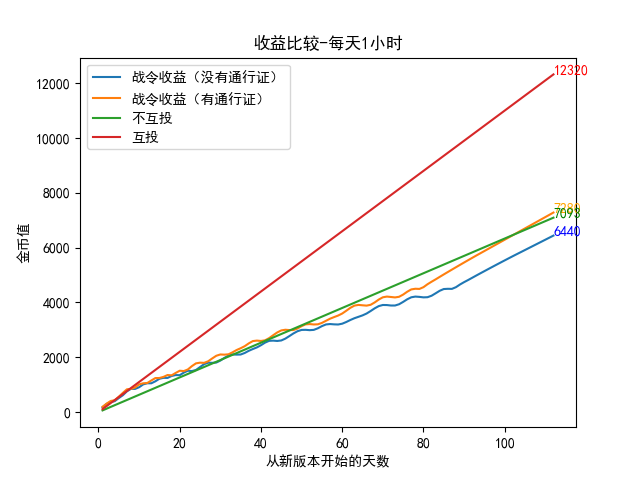 收益比较-每天1小时
战令收益（没有通行证）
战令收益（有通行证）
不互投
互投
金币值
12000
10000
8000
6000
4000
2000
0
12320
7093
6440
0
20
40
60
80
100
从新版本开始的天数